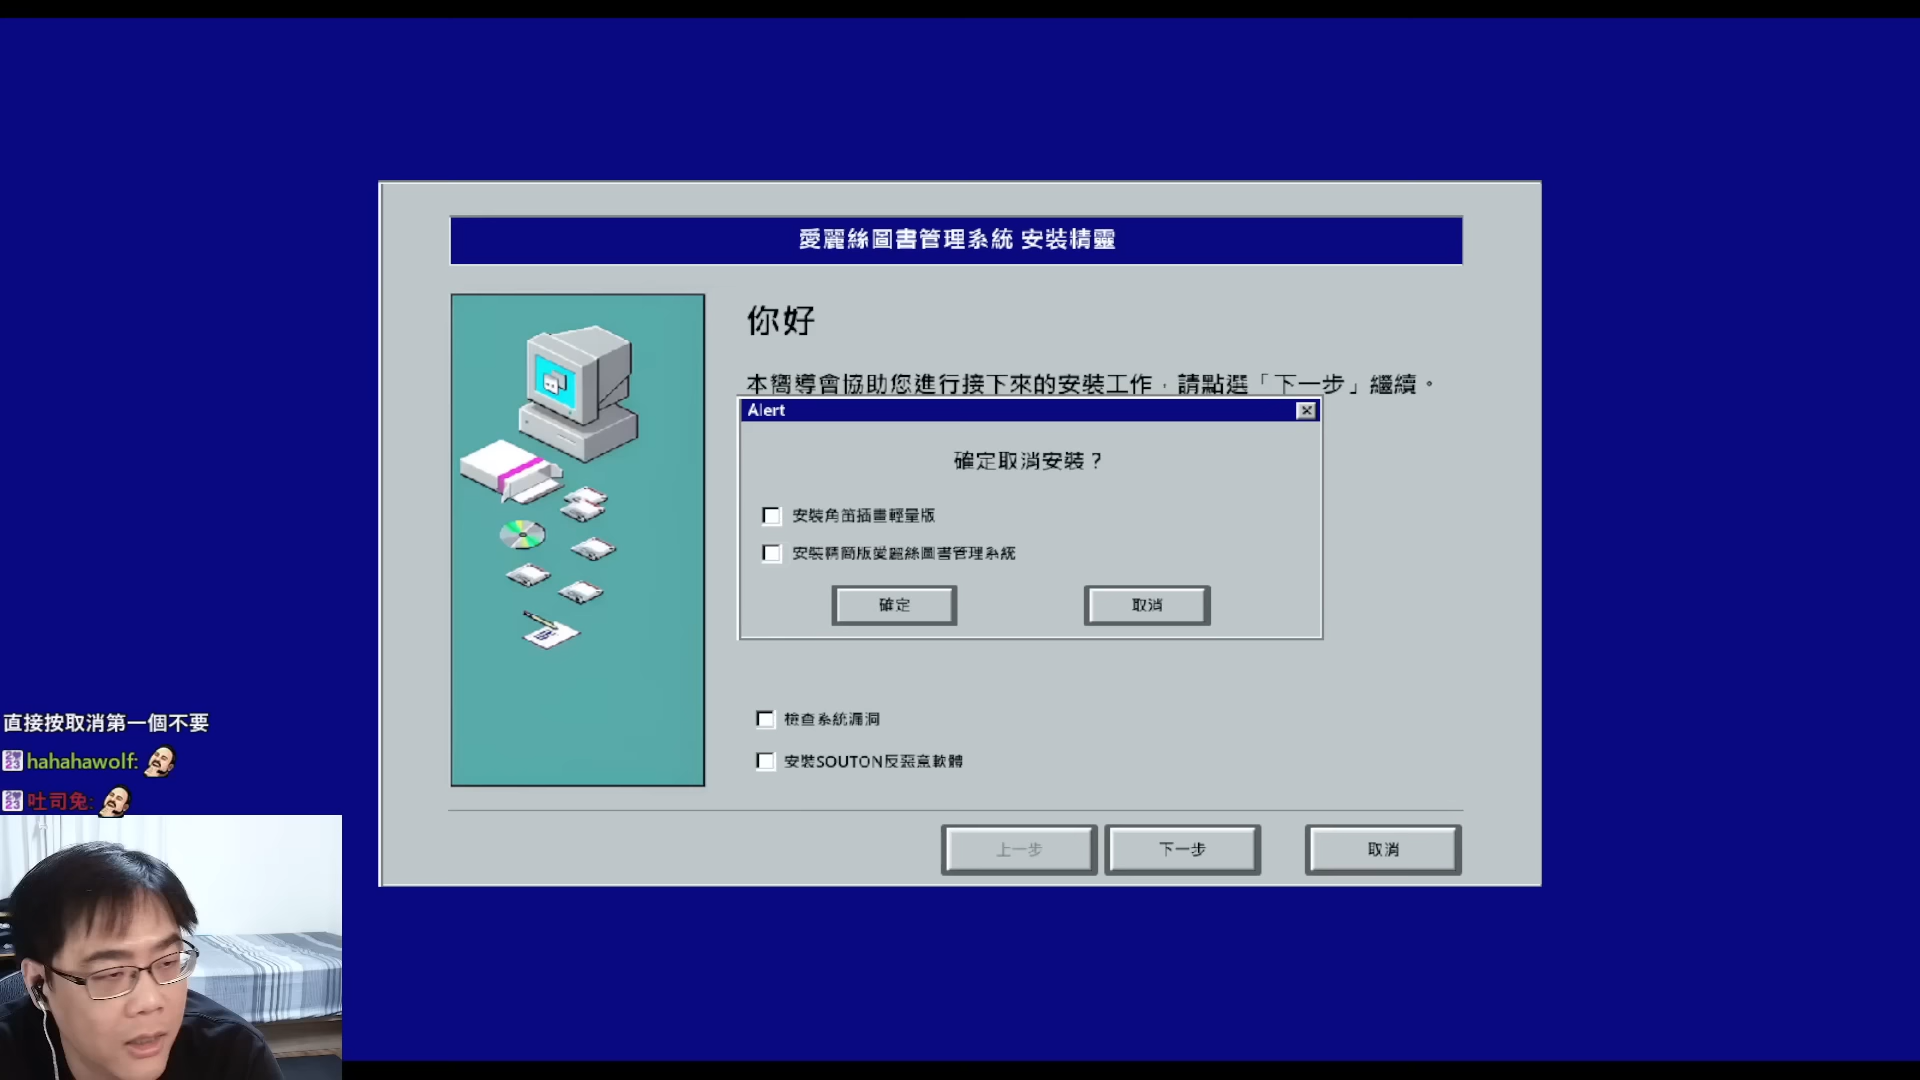 愛麗絲圖書管理系統 安裝精靈
你好
本嚮導會協助您進行接下來的安裝工作，請點選「下一步」繼續。
Alert
確定取消安裝？
安裝角笛插畫輕量版
安裝精簡版愛麗絲圖書管理系統
確定
取消
檢查系統漏洞
安裝SOUTON反惡意軟體
上一步
下一步
取消
直接按取消第一個不要
hahahawolf:
吐司兔: